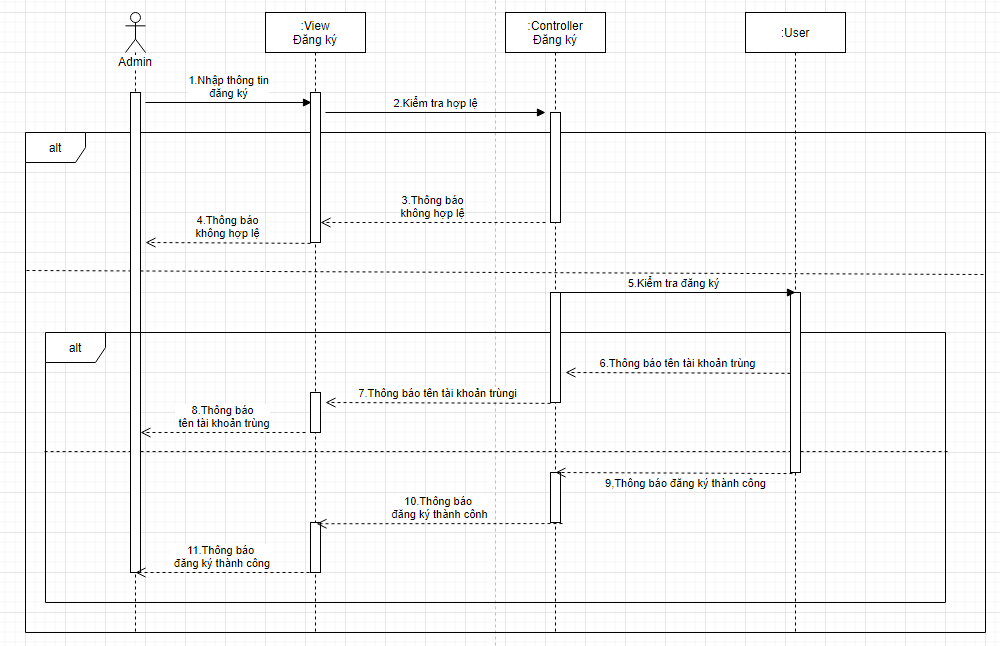 :View
Đăng ký
:Controller
Đăng ký
:User
Admin
1.Nhập thông tin
đăng ký
2.Kiểm tra hợp lệ
alt
3.Thông báo
không hợp lệ
4.Thông báo
không hợp lệ
5.Kiểm tra đăng ký
alt
6.Thông báo tên tài khoản trùng
7.Thông báo tên tài khoản trùngi
8.Thông báo
tên tài khoản trùng
9,Thông báo đăng ký thành công
10.Thông báo
đăng ký thành cônh
11.Thông báo
đăng ký thành công